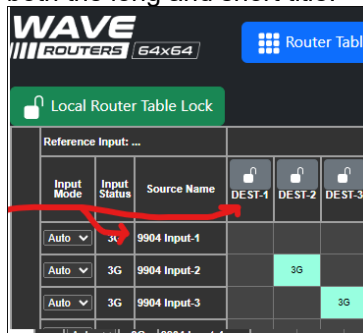 both the long and short title.
WAVE
ROUTERS 64x64
Router Tabl
Local Router Table Lock
Reference Input: ...
Input Mode Input Status Source Name DEST-1 DEST-2 DEST-3
Auto 3G 9904 Input-1
Auto 3G 9904 Input-2 3G
Auto 3G 9904 Input-3 3G